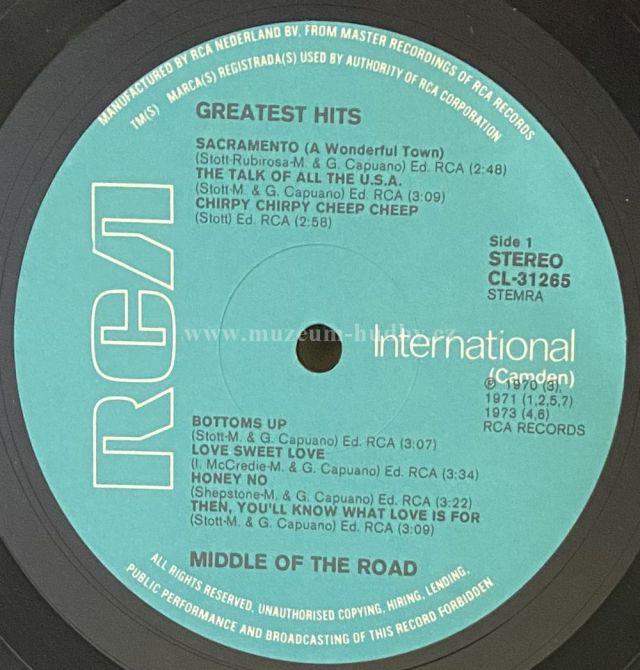 MANUFACTURED BY RCA NEDERLAND BV, FROM MASTER RECORDINGS OF RCA RECORDS
TM(S) MARCA(S) REGISTRADA(S) USED BY AUTHORITY OF RCA CORPORATION
GREATEST HITS
SACRAMENTO (A Wonderful Town)
(Stott-Rubirosa-M. & G. Capuano) Ed. RCA (2:48)
THE TALK OF ALL THE U.S.A.
(Stott-M. & G. Capuano) Ed. RCA (3:09)
CHIRPY CHIRPY CHEEP CHEEP
(Stott) Ed. RCA (2:58)
RCA
Side 1
STEREO
CL-31265
STEMRA
www.muzeum-hudby.cz
International
(Camden)
℗ 1970 (3),
1971 (1,2,5,7)
1973 (4,6)
RCA RECORDS
BOTTOMS UP
(Stott-M. & G. Capuano) Ed. RCA (3:07)
LOVE SWEET LOVE
(I. McCredie-M. & G. Capuano) Ed. RCA (3:34)
HONEY NO
(Shepstone-M. & G. Capuano) Ed. RCA (3:22)
THEN, YOU'LL KNOW WHAT LOVE IS FOR
(Stott-M. & G. Capuano) Ed. RCA (3:09)
MIDDLE OF THE ROAD
ALL RIGHTS RESERVED, UNAUTHORISED COPYING, HIRING, LENDING,
PUBLIC PERFORMANCE AND BROADCASTING OF THIS RECORD FORBIDDEN